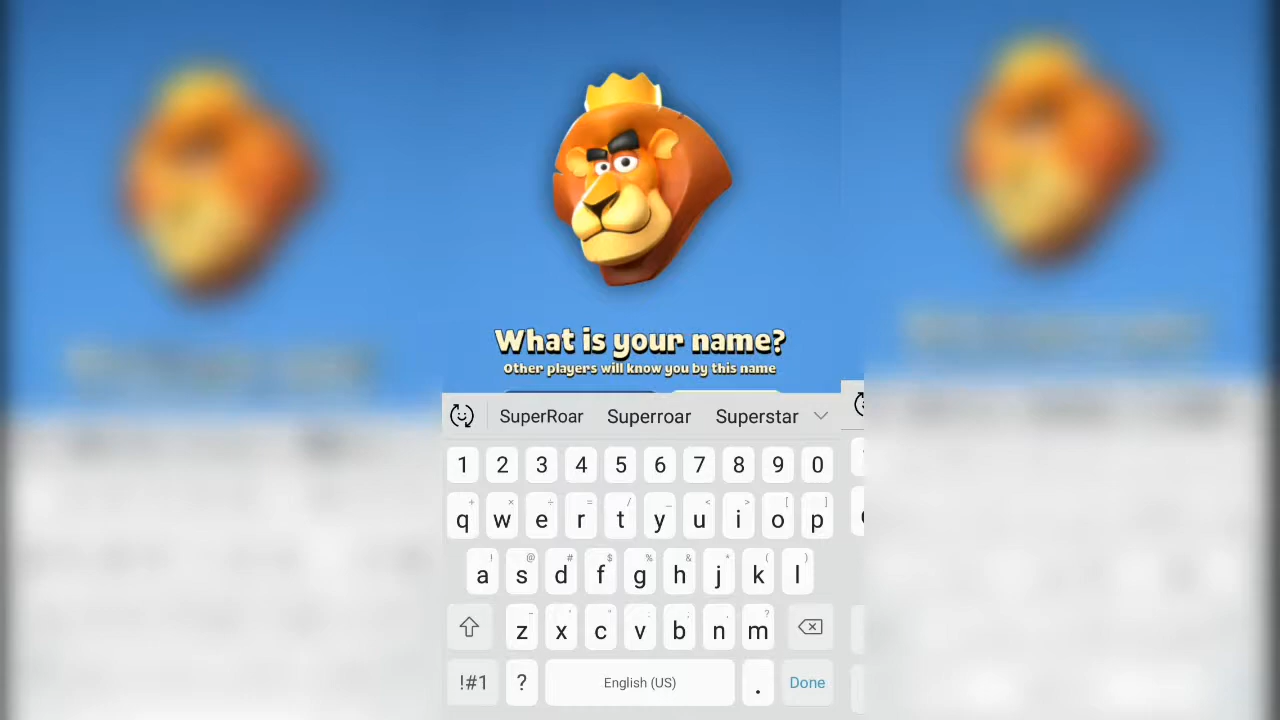 What is your name?
Other players will know you by this name
SuperRoar Superroar Superstar
1 2 3 4 5 6 7 8 9 0
+ × ÷ = / _ < > [ ]
q w e r t y u i o p
! @ # $ % & * ( )
a s d f g h j k l
- ' " : ; , ?
z x c v b n m
!#1 ? English (US) . Done